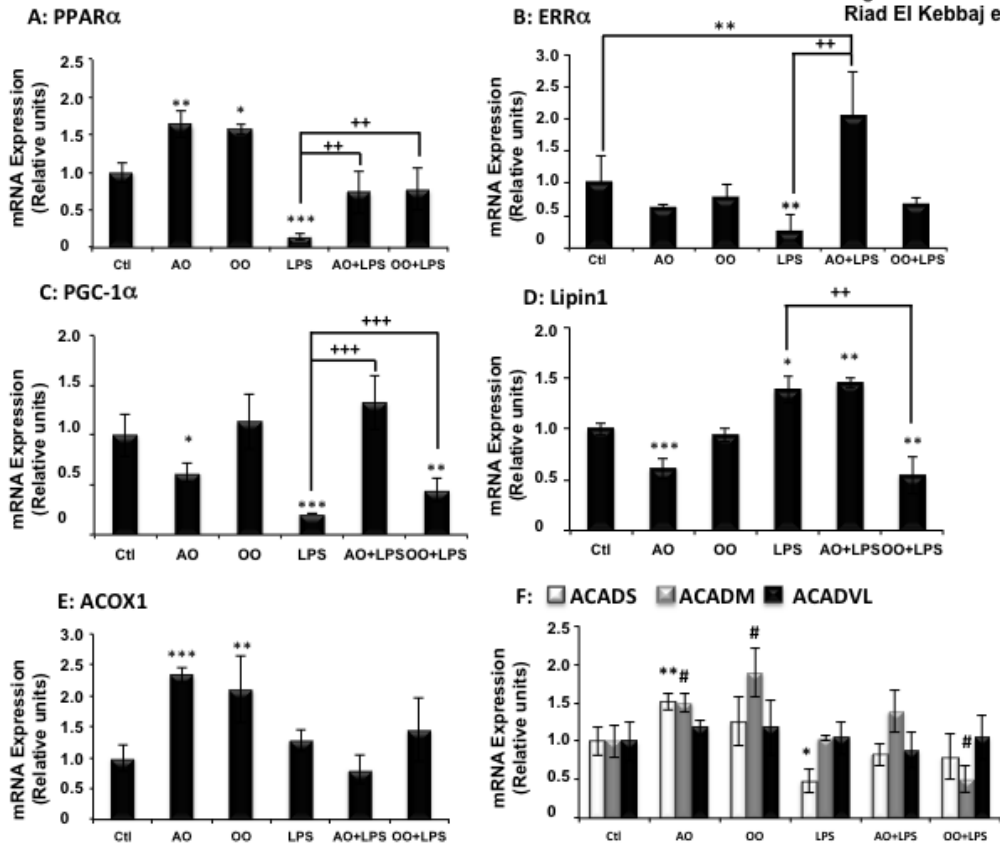 Riad El Kebbaj e
A: PPARα
mRNA Expression
(Relative units)
2.5
2.0
1.5
1.0
0.5
0
** * *** ++ ++
Ctl AO OO LPS AO+LPS OO+LPS
B: ERRα
mRNA Expression
(Relative units)
3.0
2.5
2.0
1.5
1.0
0.5
0
** ++ **
Ctl AO OO LPS AO+LPS OO+LPS
C: PGC-1α
mRNA Expression
(Relative units)
2.0
1.5
1.0
0.5
0
* *** +++ +++ **
Ctl AO OO LPS AO+LPS OO+LPS
D: Lipin1
mRNA Expression
(Relative units)
2.0
1.5
1.0
0.5
0
*** * ++ ** **
Ctl AO OO LPS AO+LPS OO+LPS
E: ACOX1
mRNA Expression
(Relative units)
3.0
2.5
2.0
1.5
1.0
0.5
0
*** **
Ctl AO OO LPS AO+LPS OO+LPS
F: ACADS ACADM ACADVL
mRNA Expression
(Relative units)
2.5
2.0
1.5
1.0
0.5
0
** # # * #
Ctl AO OO LPS AO+LPS OO+LPS